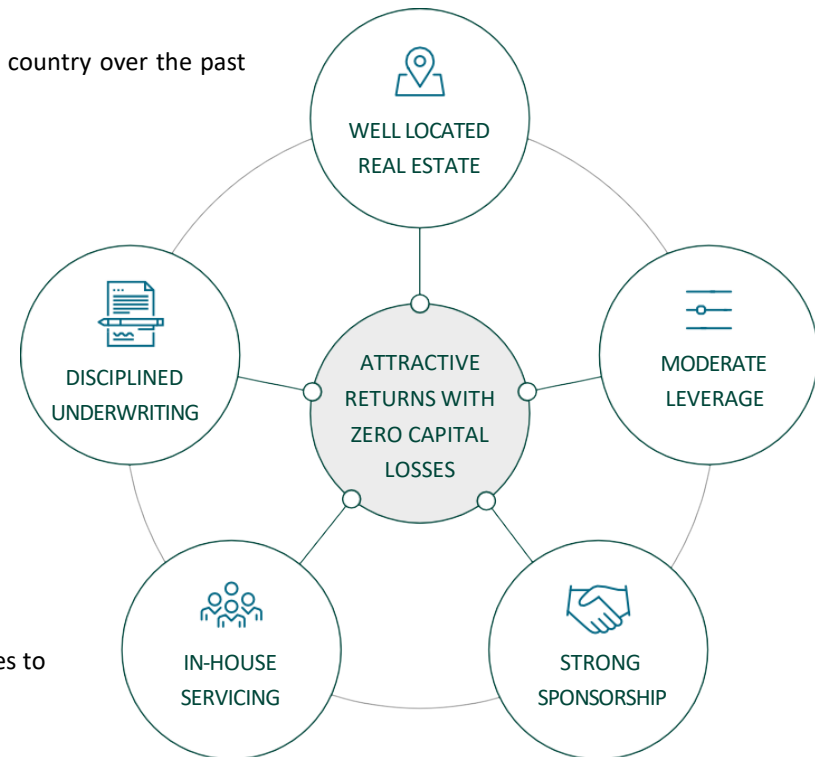 country over the past
WELL LOCATED
REAL ESTATE
DISCIPLINED
UNDERWRITING
ATTRACTIVE
RETURNS WITH
ZERO CAPITAL
LOSSES
MODERATE
LEVERAGE
es to
IN-HOUSE
SERVICING
STRONG
SPONSORSHIP